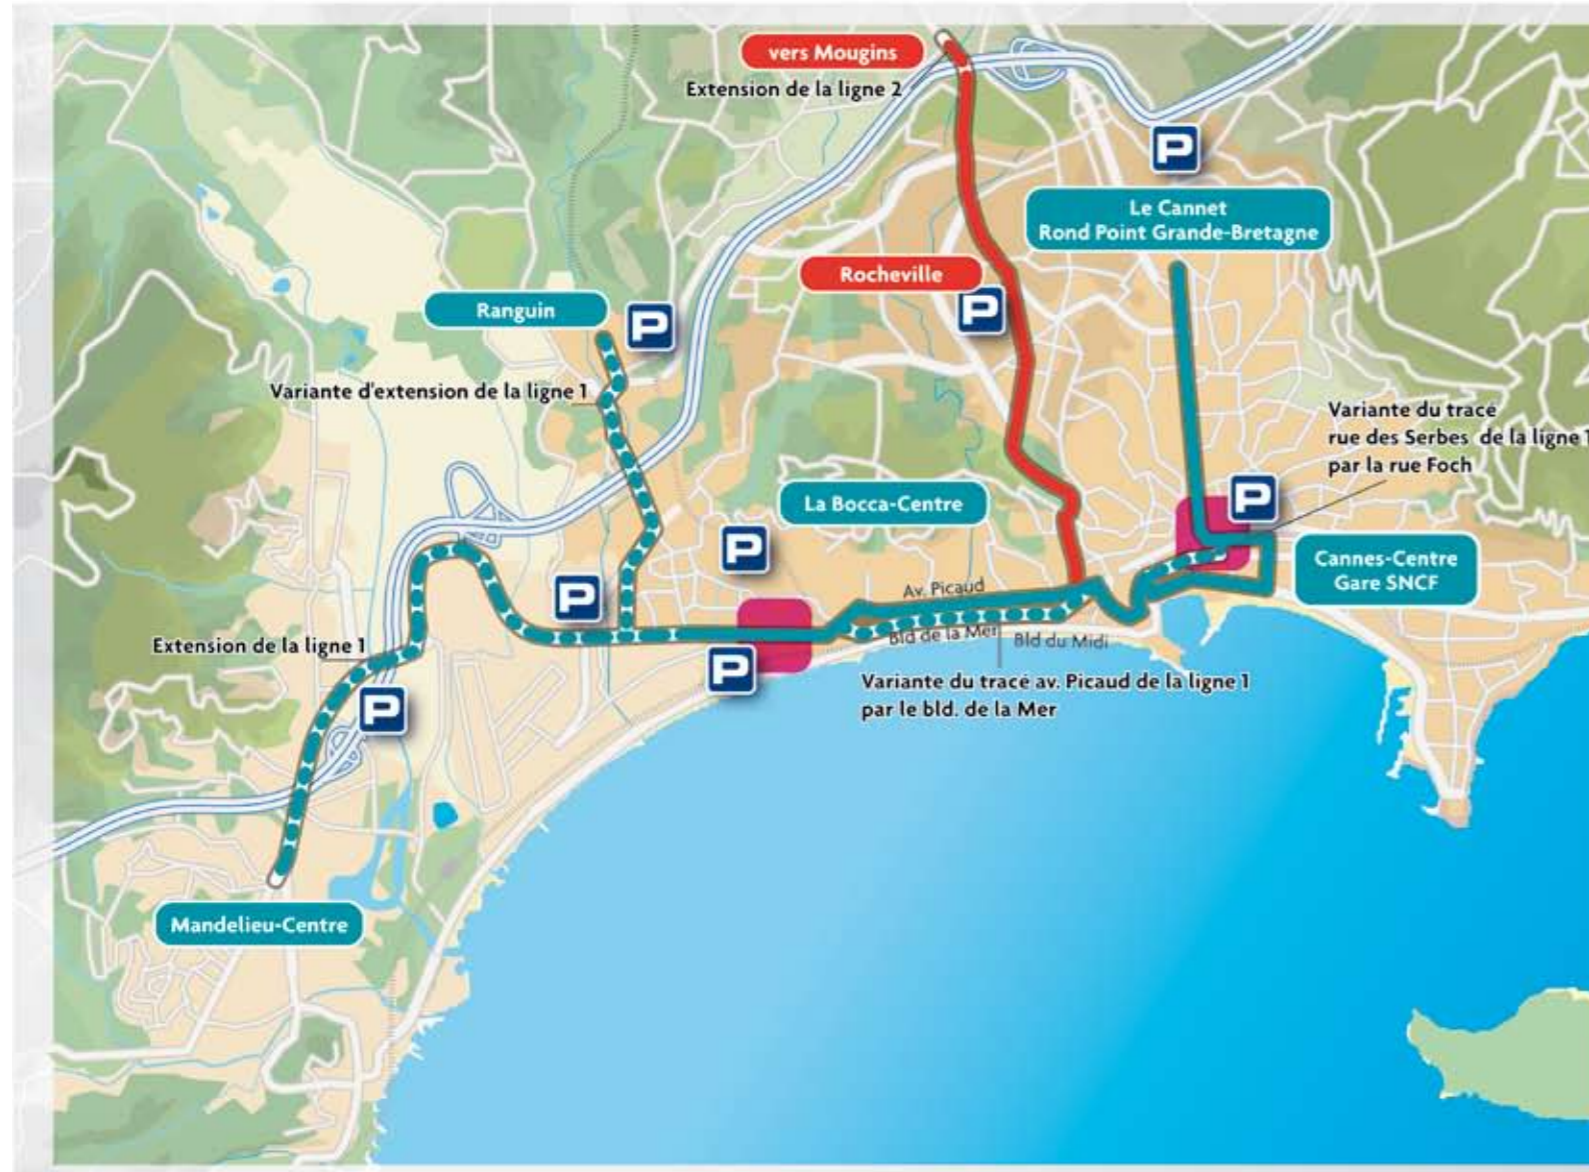 vers Mougins
Extension de la ligne 2
P
Le Cannet
Rond Point Grande-Bretagne
Rocheville
P
Ranguin
P
Variante d'extension de la ligne 1
Variante du tracé
rue des Serbes de la ligne 1
par la rue Foch
La Bocca-Centre
P
P
Cannes-Centre
Gare SNCF
P
Av. Picaud
Bld de la Mer
Bld du Midi
Extension de la ligne 1
P
P
Variante du tracé av. Picaud de la ligne 1
par le bld. de la Mer
Mandelieu-Centre